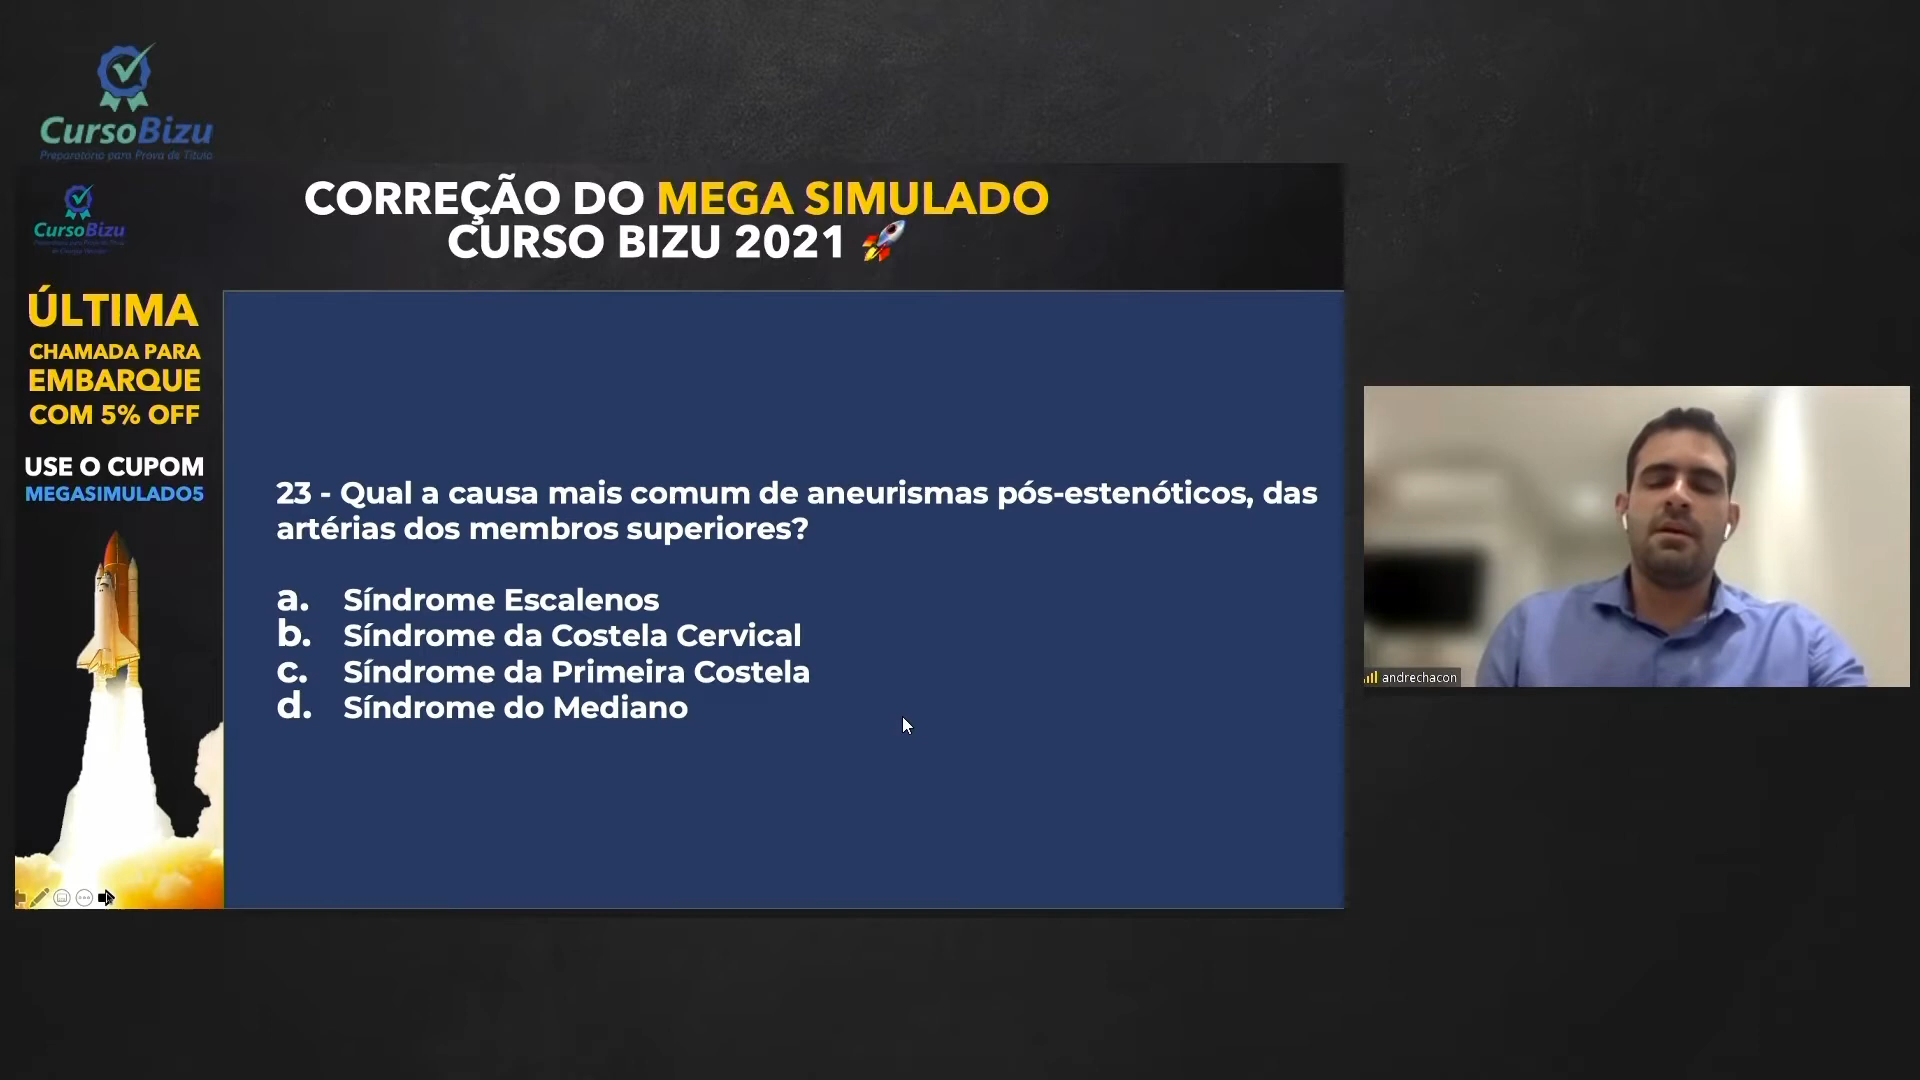 CursoBizu
Preparatório para Prova de Título
CORREÇÃO DO MEGA SIMULADO
CURSO BIZU 2021
CursoBizu
ÚLTIMA
CHAMADA PARA
EMBARQUE
COM 5% OFF
USE O CUPOM
MEGASIMULADO5
23 - Qual a causa mais comum de aneurismas pós-estenóticos, das
artérias dos membros superiores?
a. Síndrome Escalenos
b. Síndrome da Costela Cervical
c. Síndrome da Primeira Costela
d. Síndrome do Mediano
andrechacon